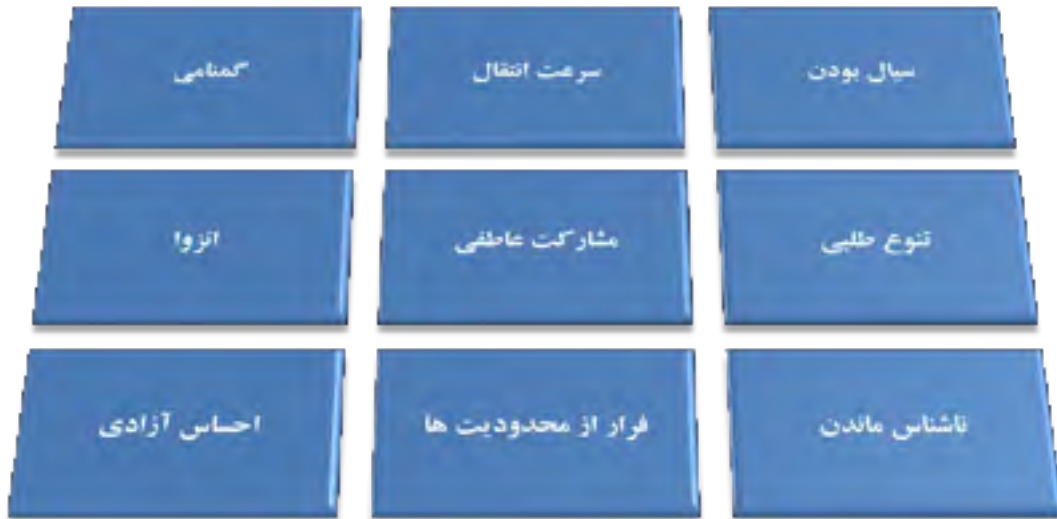 سیال بودن
سرعت انتقال
گمنامی
تنوع طلبی
مشارکت عاطفی
انزوا
ناشناس ماندن
فرار از محدودیت ها
احساس آزادی